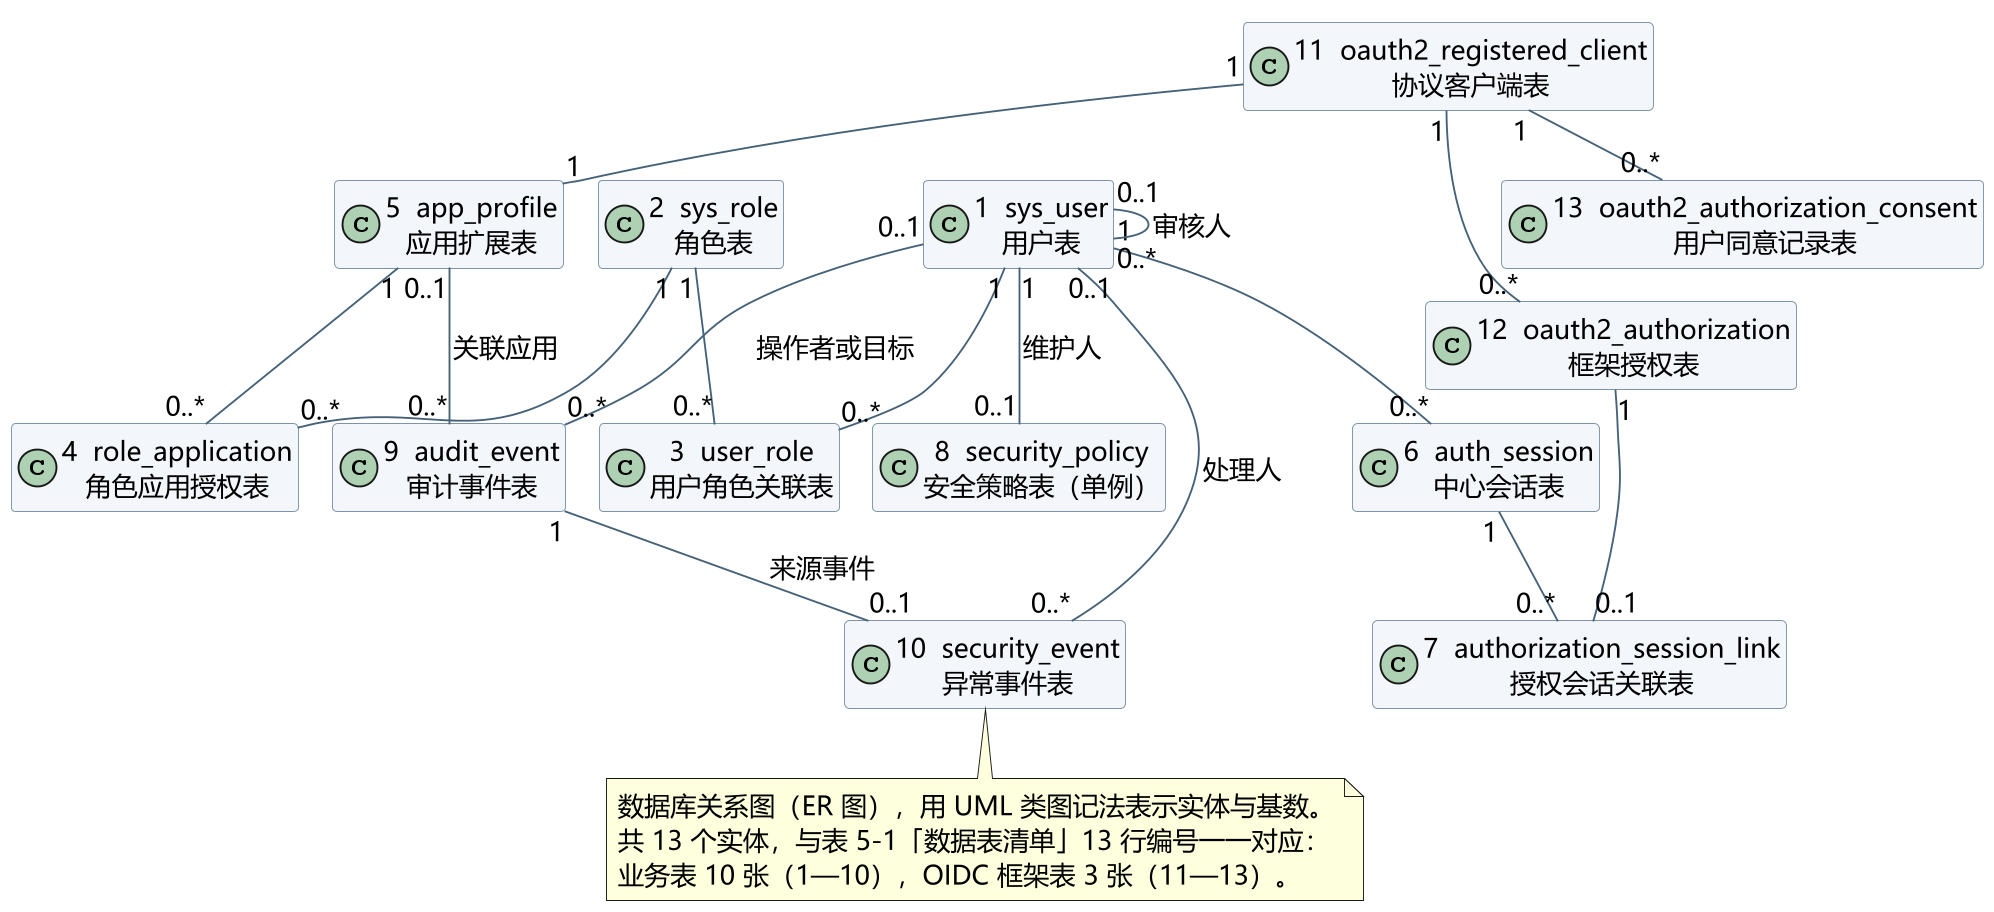 11 oauth2_registered_client
C
协议客户端表
1
1
1
1
0..*
5 app_profile
C
应用扩展表
2 sys_role
C
角色表
1 sys_user
C
用户表
0..1
0..1
1
审核人
0..*
13 oauth2_authorization_consent
C
用户同意记录表
1
0..1
1
1
1
1
0..1
0..*
关联应用
操作者或目标
维护人
12 oauth2_authorization
C
框架授权表
0..*
0..*
0..*
0..*
0..*
0..*
0..1
0..*
1
4 role_application
C
角色应用授权表
9 audit_event
C
审计事件表
3 user_role
C
用户角色关联表
8 security_policy
C
安全策略表（单例）
处理人
6 auth_session
C
中心会话表
1
1
来源事件
0..1
0..*
0..*
0..1
10 security_event
C
异常事件表
7 authorization_session_link
C
授权会话关联表
数据库关系图（ER 图），用 UML 类图记法表示实体与基数。
共 13 个实体，与表 5-1「数据表清单」13 行编号一一对应：
业务表 10 张（1—10），OIDC 框架表 3 张（11—13）。